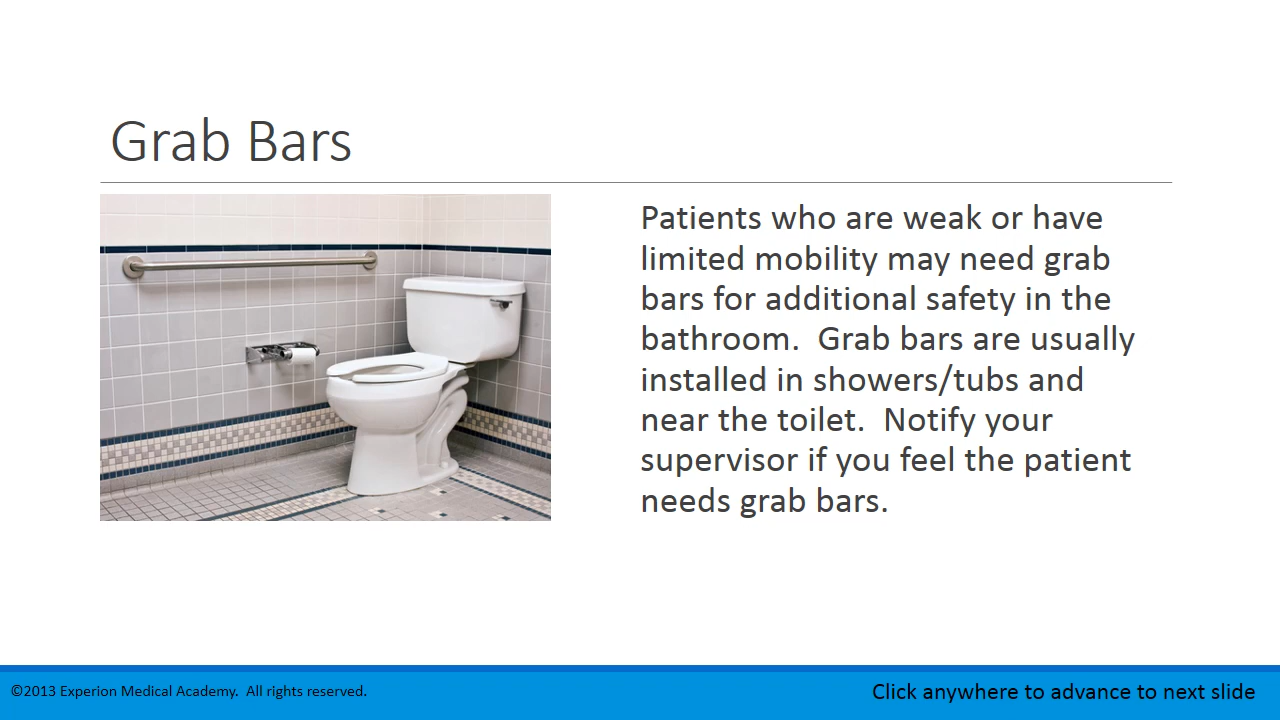 Grab Bars
Patients who are weak or have
limited mobility may need grab
bars for additional safety in the
bathroom.  Grab bars are usually
installed in showers/tubs and
near the toilet.  Notify your
supervisor if you feel the patient
needs grab bars.
©2013 Experion Medical Academy.  All rights reserved.
Click anywhere to advance to next slide